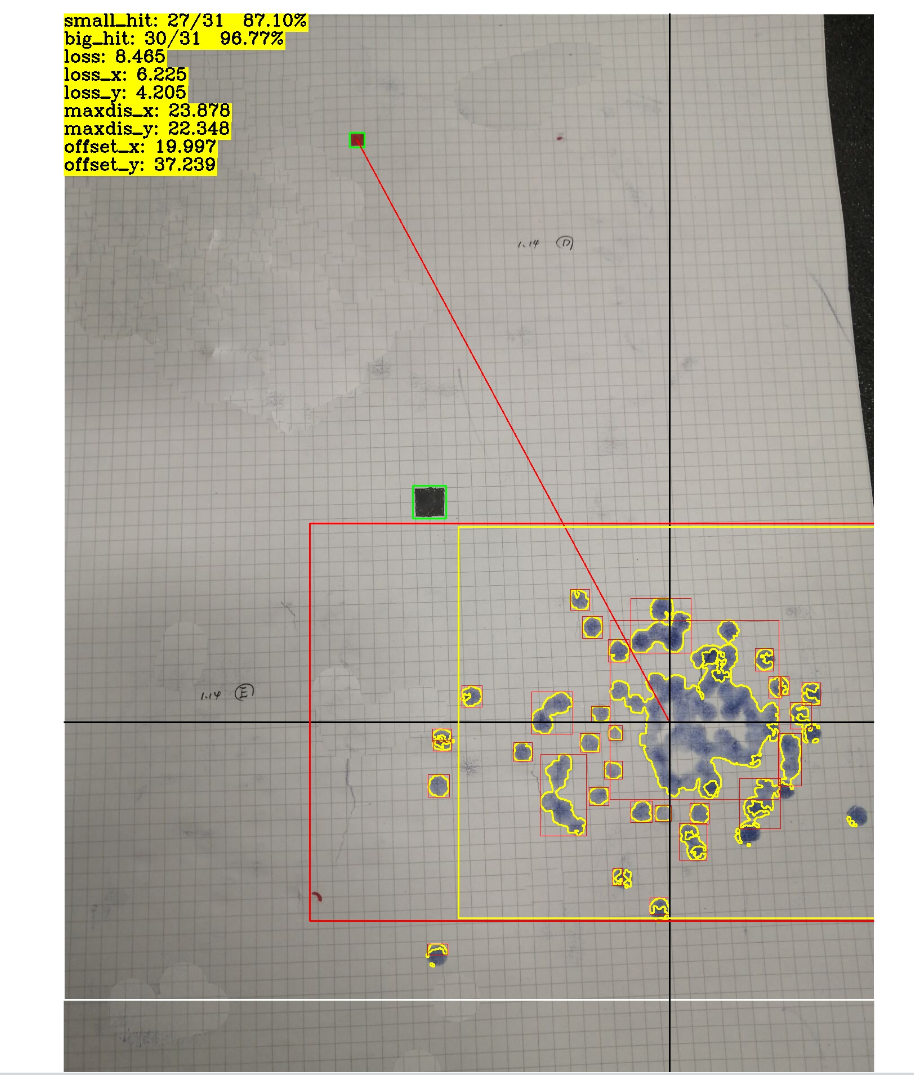 small_hit: 27/31 87.10%
big_hit: 30/31 96.77%
loss: 8.465
loss_x: 6.225
loss_y: 4.205
maxdis_x: 23.878
maxdis_y: 22.348
offset_x: 19.997
offset_y: 37.239
1.14 Ⓓ
1.14 Ⓔ